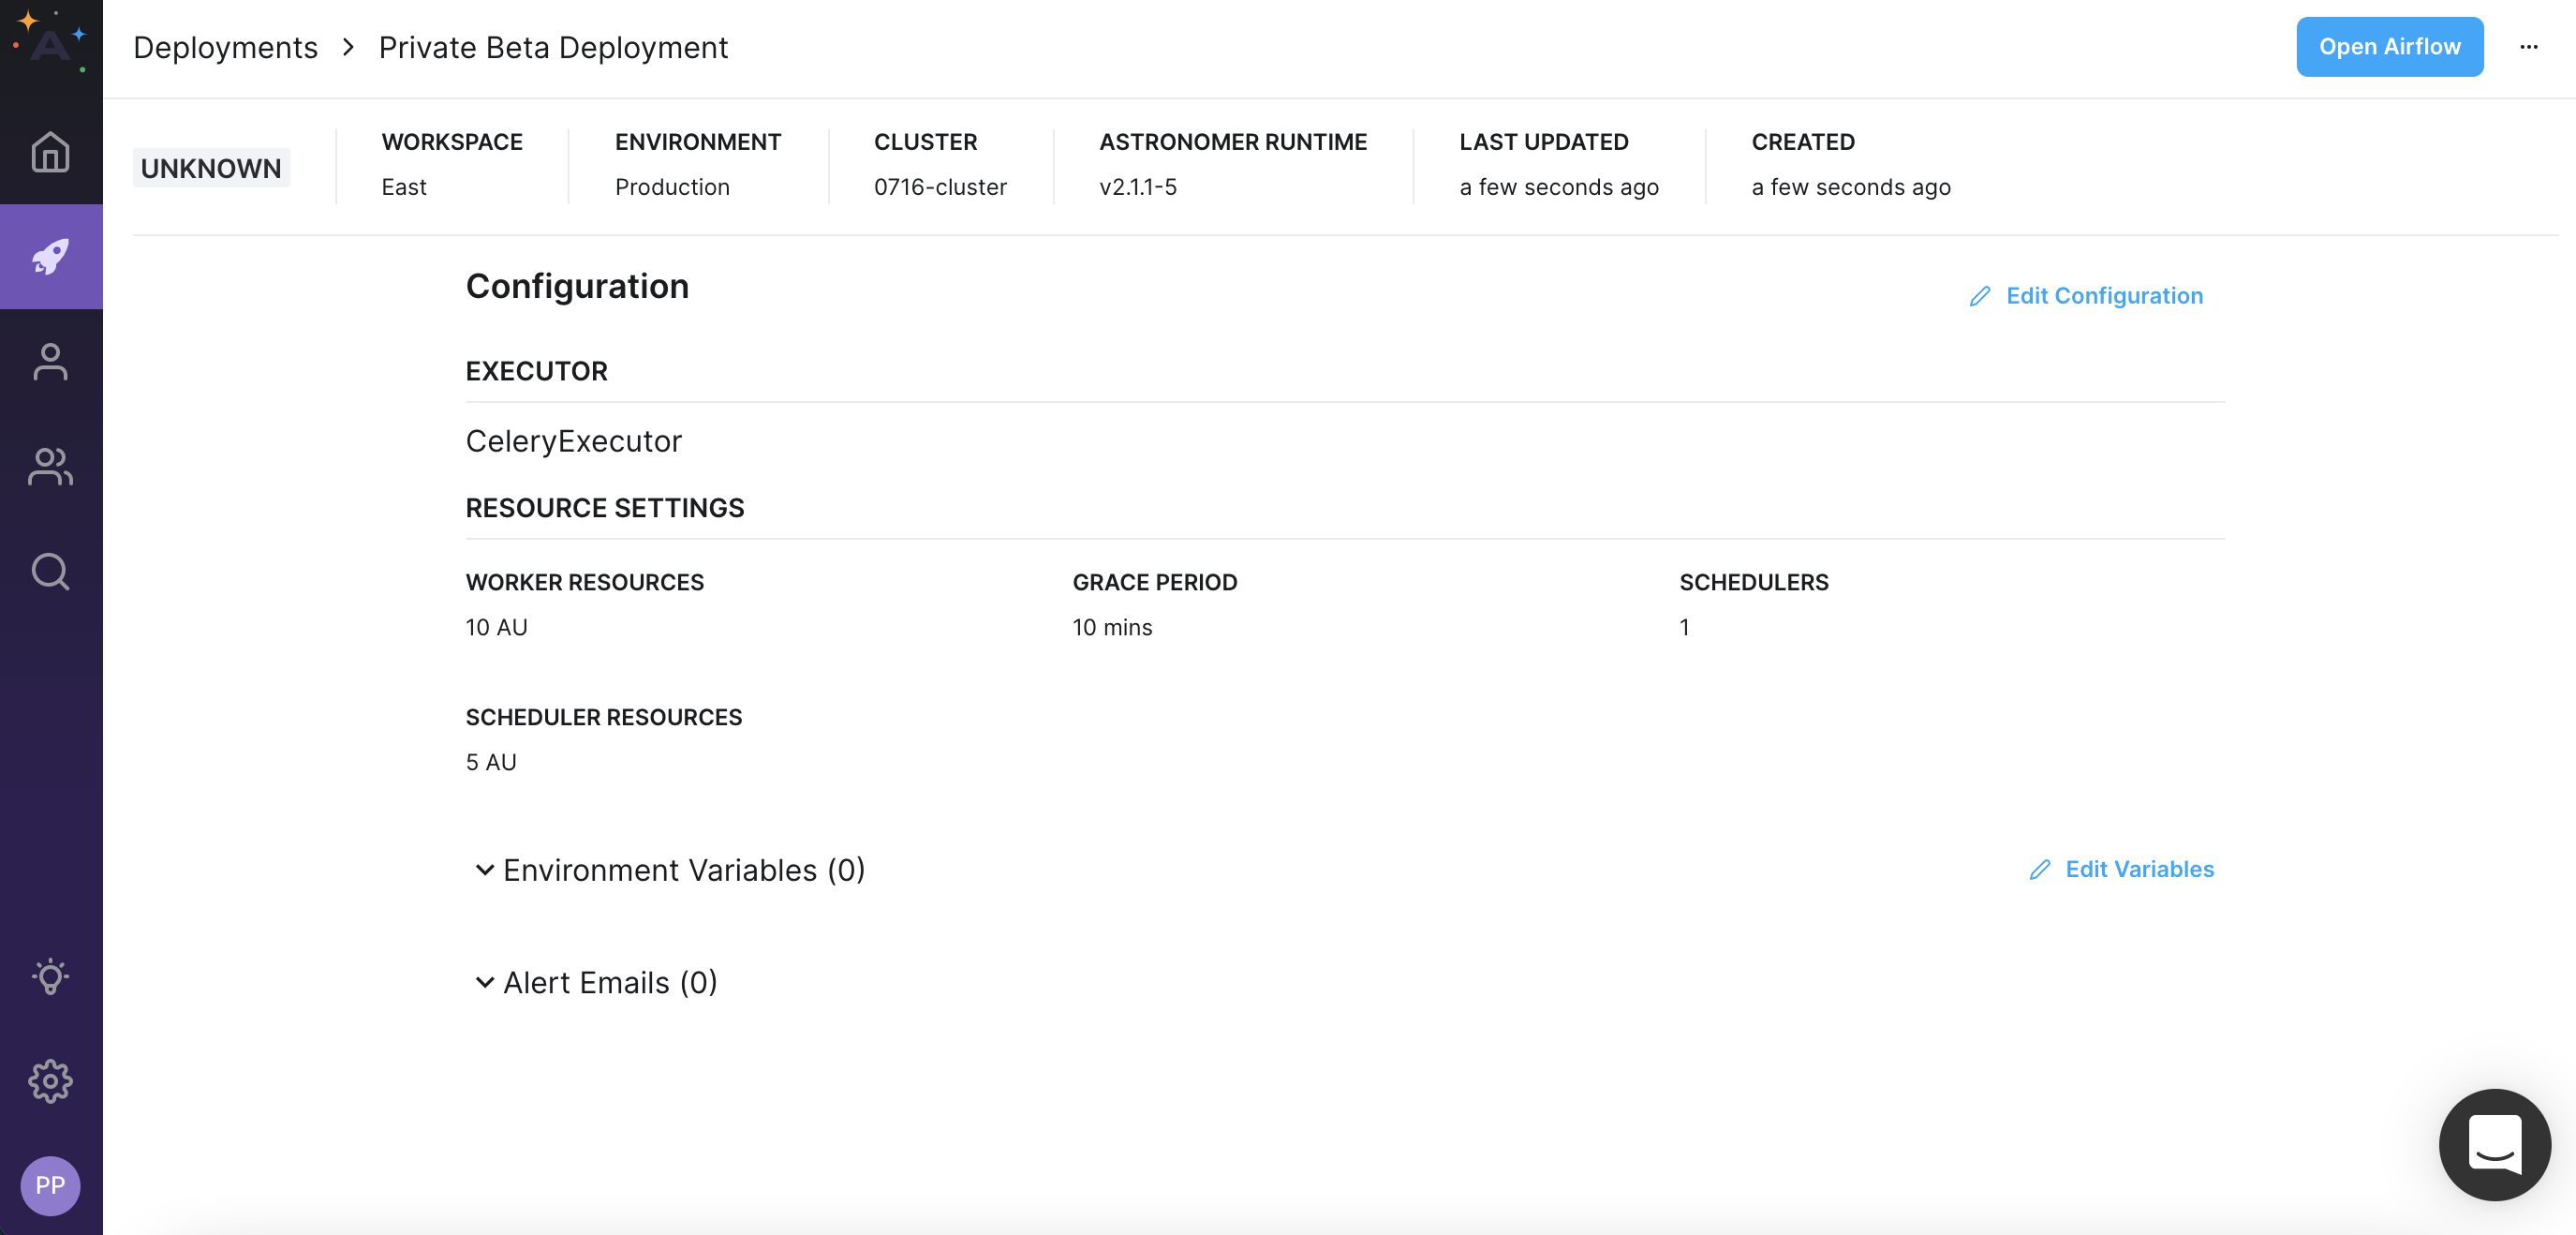 Deployments > Private Beta Deployment
Open Airflow
...
UNKNOWN
WORKSPACE
East
ENVIRONMENT
Production
CLUSTER
0716-cluster
ASTRONOMER RUNTIME
v2.1.1-5
LAST UPDATED
a few seconds ago
CREATED
a few seconds ago
Configuration
Edit Configuration
EXECUTOR
CeleryExecutor
RESOURCE SETTINGS
WORKER RESOURCES
10 AU
GRACE PERIOD
10 mins
SCHEDULERS
1
SCHEDULER RESOURCES
5 AU
Environment Variables (0)
Edit Variables
Alert Emails (0)
PP